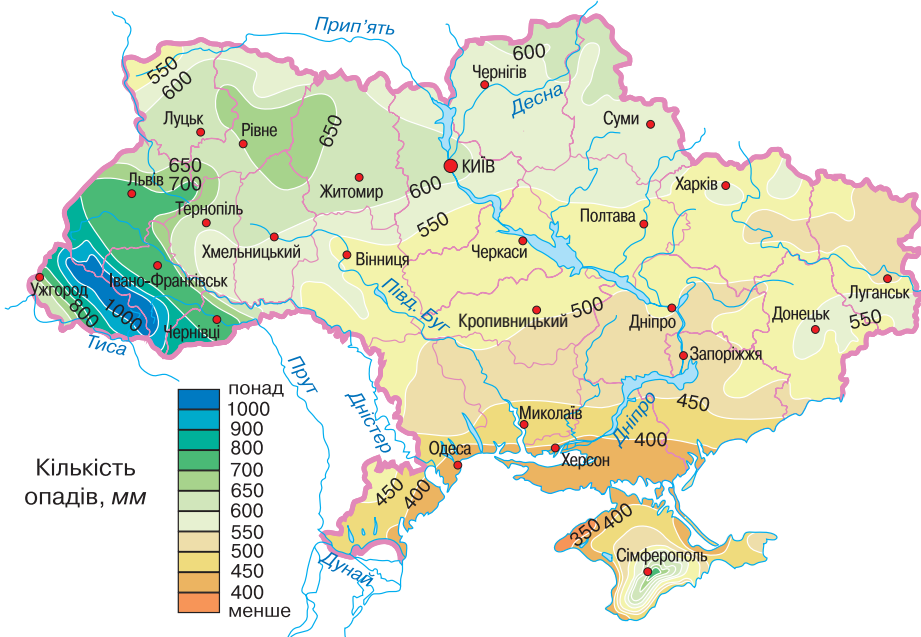 Прип'ять
600
Чернігів
550
600
Десна
Луцьк
Рівне
650
Суми
КИЇВ
650
700
Львів
Житомир
600
Харків
Тернопіль
550
Полтава
Хмельницький
Черкаси
Вінниця
Ужгород
Івано-Франківськ
Півд. Буг
Луганськ
800
1000
Чернівці
Кропивницький
500
Дніпро
Донецьк
550
Тиса
Запоріжжя
Прут
Дністер
450
Миколаїв
Дніпро
400
Одеса
Херсон
450
400
350
400
Сімферополь
Дунай
Кількість
опадів, мм
понад
1000
900
800
700
650
600
550
500
450
400
менше